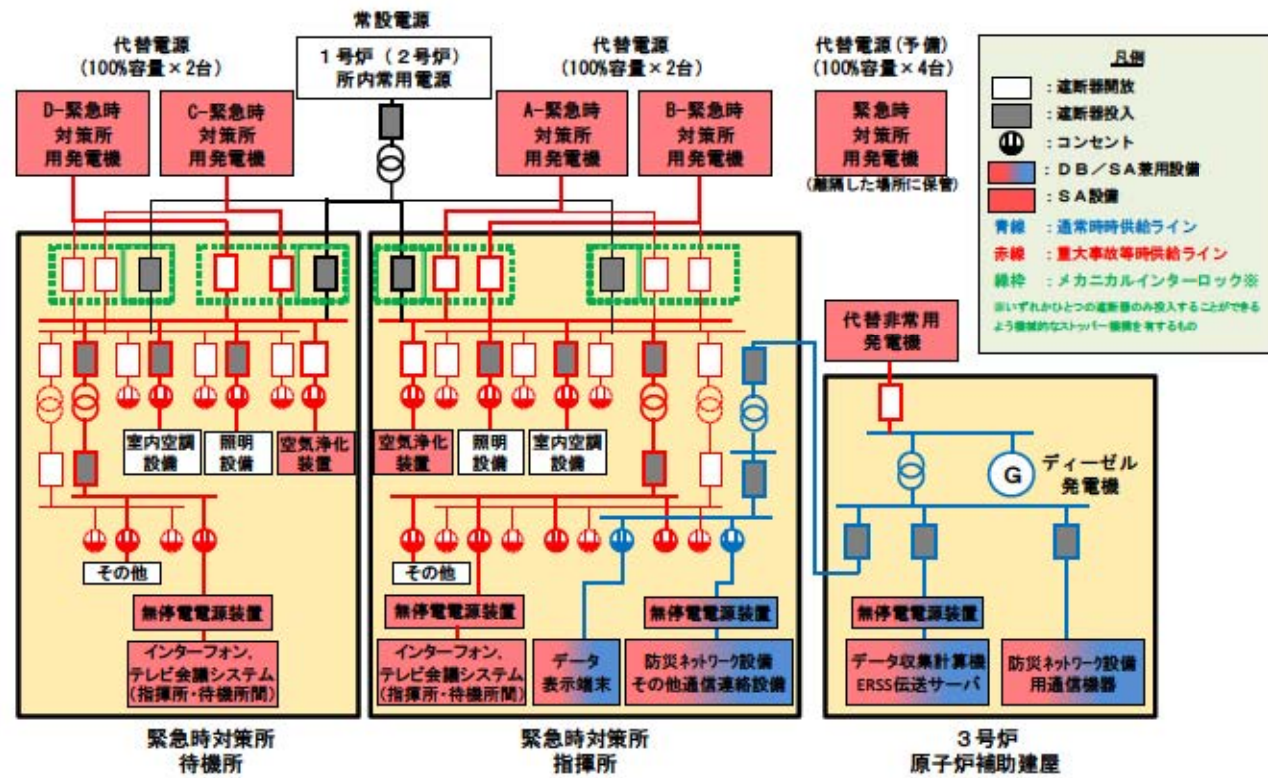 常設電源
1号炉（2号炉）
所内常用電源
代替電源
(100%容量×2台)
D-緊急時
対策所
用発電機
C-緊急時
対策所
用発電機
代替電源
(100%容量×2台)
A-緊急時
対策所
用発電機
B-緊急時
対策所
用発電機
代替電源(予備)
(100%容量×4台)
緊急時
対策所
用発電機
(離隔した場所に保管)
凡例
：遮断器開放
：遮断器投入
：コンセント
：DB／SA兼用設備
：SA設備
青線 ：通常時時供給ライン
赤線 ：重大事故等時供給ライン
緑枠 ：メカニカルインターロック※
※いずれかひとつの遮断器のみ投入することができる
よう機械的なストッパー機構を有するもの
室内空調
設備
照明
設備
空気浄化
装置
その他
無停電電源装置
インターフォン,
テレビ会議システム
(指揮所・待機所間)
緊急時対策所
待機所
空気浄化
装置
照明
設備
室内空調
設備
その他
無停電電源装置
インターフォン,
テレビ会議システム
(指揮所・待機所間)
データ
表示端末
無停電電源装置
防災ネットワーク設備
その他通信連絡設備
緊急時対策所
指揮所
代替非常用
発電機
G
ディーゼル
発電機
無停電電源装置
データ収集計算機
ERSS伝送サーバ
防災ネットワーク設備
用通信機器
3号炉
原子炉補助建屋